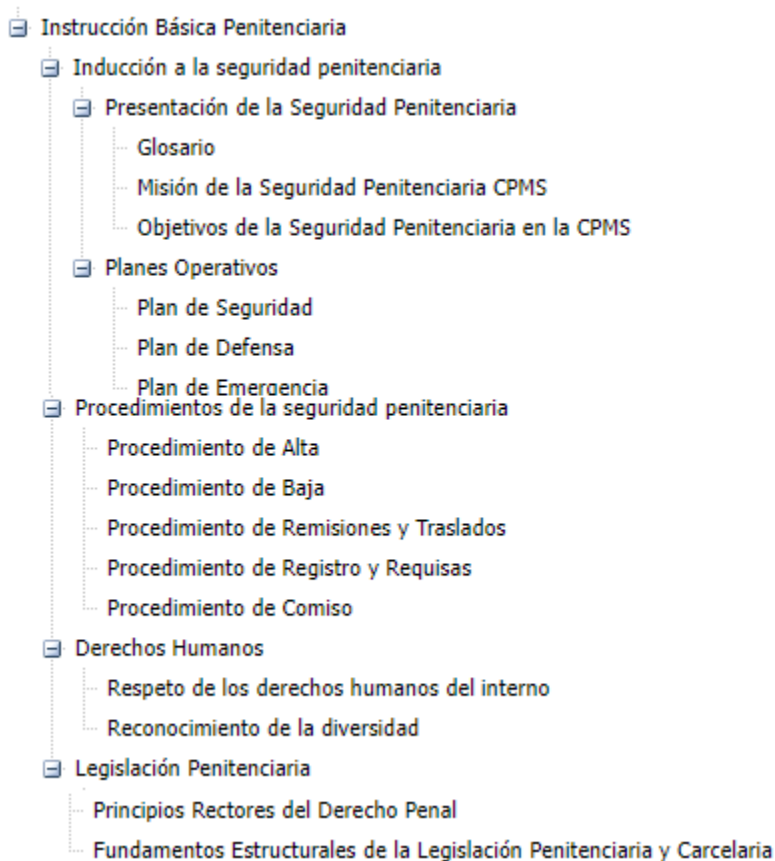 Instrucción Básica Penitenciaria
Inducción a la seguridad penitenciaria
Presentación de la Seguridad Penitenciaria
Glosario
Misión de la Seguridad Penitenciaria CPMS
Objetivos de la Seguridad Penitenciaria en la CPMS
Planes Operativos
Plan de Seguridad
Plan de Defensa
Plan de Emergencia
Procedimientos de la seguridad penitenciaria
Procedimiento de Alta
Procedimiento de Baja
Procedimiento de Remisiones y Traslados
Procedimiento de Registro y Requisas
Procedimiento de Comiso
Derechos Humanos
Respeto de los derechos humanos del interno
Reconocimiento de la diversidad
Legislación Penitenciaria
Principios Rectores del Derecho Penal
Fundamentos Estructurales de la Legislación Penitenciaria y Carcelaria